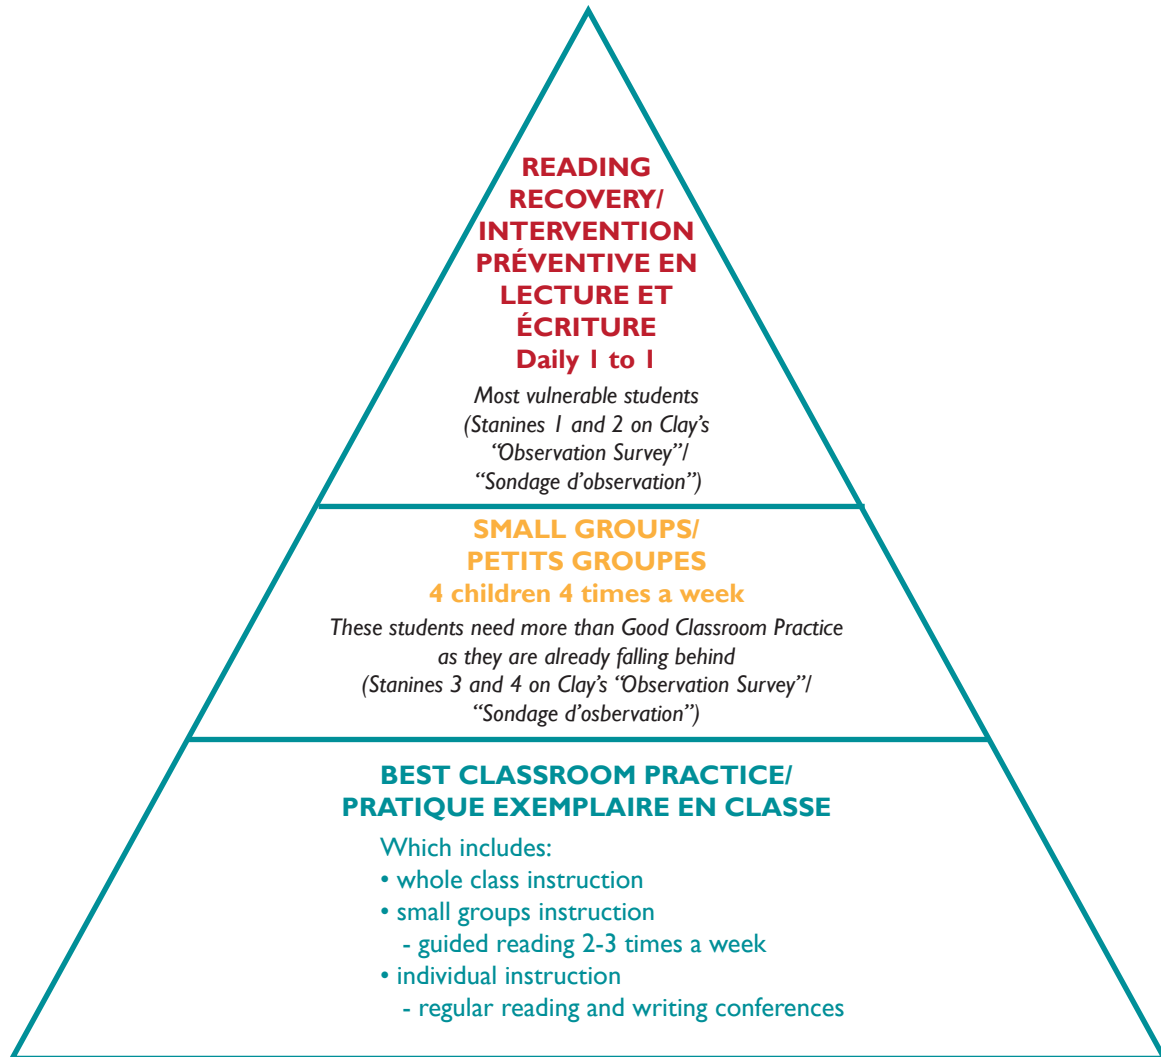 READING
RECOVERY/
INTERVENTION
PRÉVENTIVE EN
LECTURE ET
ÉCRITURE
Daily 1 to 1
Most vulnerable students
(Stanines 1 and 2 on Clay's
“Observation Survey”/
“Sondage d'observation”)
SMALL GROUPS/
PETITS GROUPES
4 children 4 times a week
These students need more than Good Classroom Practice
as they are already falling behind
(Stanines 3 and 4 on Clay's “Observation Survey”/
“Sondage d'osbervation”)
BEST CLASSROOM PRACTICE/
PRATIQUE EXEMPLAIRE EN CLASSE
Which includes:
• whole class instruction
• small groups instruction
- guided reading 2-3 times a week
• individual instruction
- regular reading and writing conferences